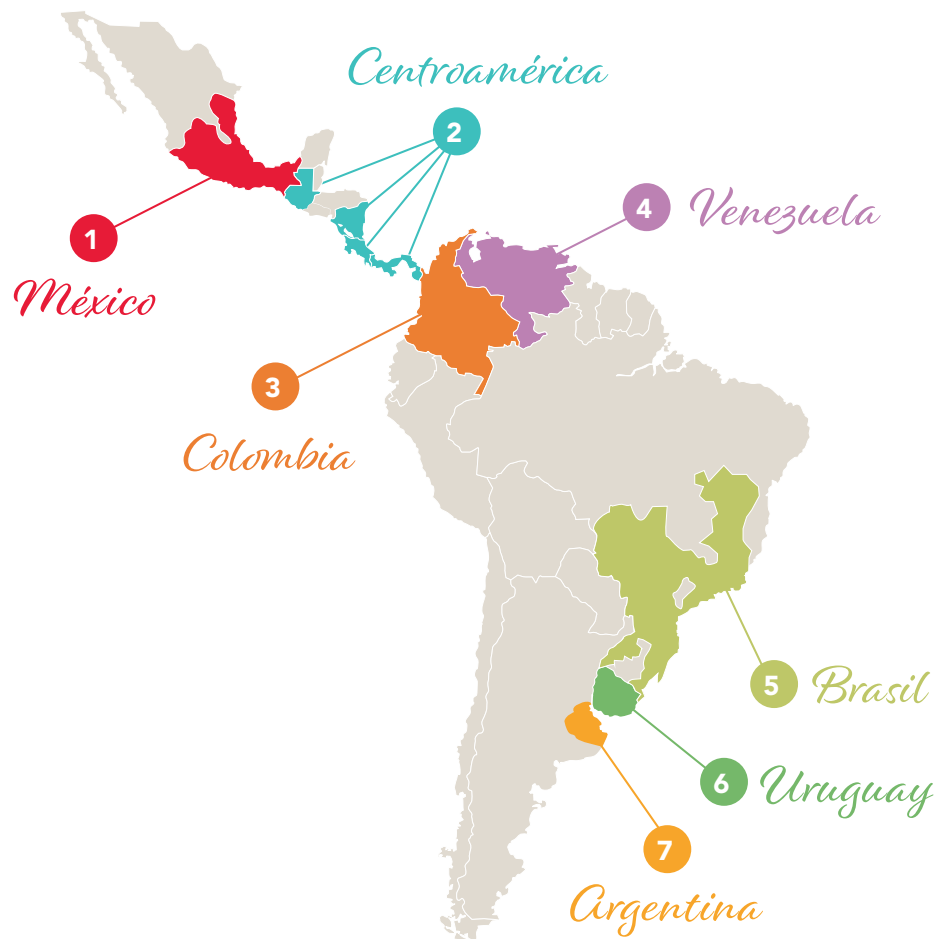 Centroamérica
2
4 Venezuela
1
México
3
Colombia
5 Brasil
6 Uruguay
7
Argentina